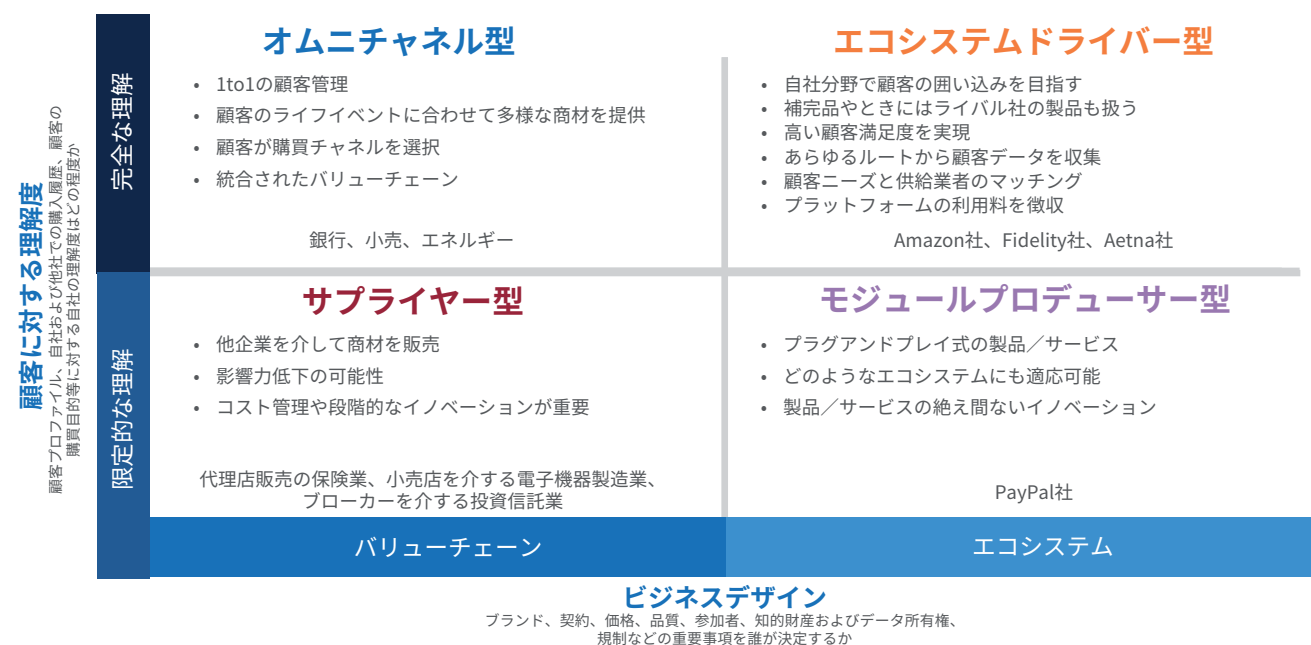 顧客に対する理解度
顧客プロファイル、自社および他社での購入履歴、顧客の
購買目的等に対する自社の理解度はどの程度か
完全な理解
限定的な理解
オムニチャネル型
• 1to1の顧客管理
• 顧客のライフイベントに合わせて多様な商材を提供
• 顧客が購買チャネルを選択
• 統合されたバリューチェーン
銀行、小売、エネルギー
エコシステムドライバー型
• 自社分野で顧客の囲い込みを目指す
• 補完品やときにはライバル社の製品も扱う
• 高い顧客満足度を実現
• あらゆるルートから顧客データを収集
• 顧客ニーズと供給業者のマッチング
• プラットフォームの利用料を徴収
Amazon社、Fidelity社、Aetna社
サプライヤー型
• 他企業を介して商材を販売
• 影響力低下の可能性
• コスト管理や段階的なイノベーションが重要
代理店販売の保険業、小売店を介する電子機器製造業、
ブローカーを介する投資信託業
モジュールプロデューサー型
• プラグアンドプレイ式の製品／サービス
• どのようなエコシステムにも適応可能
• 製品／サービスの絶え間ないイノベーション
PayPal社
バリューチェーン
エコシステム
ビジネスデザイン
ブランド、契約、価格、品質、参加者、知的財産およびデータ所有権、
規制などの重要事項を誰が決定するか